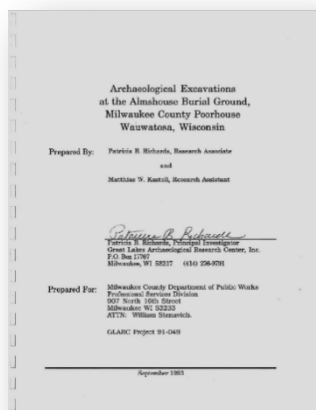 Archaeological Excavations
at the Almshouse Burial Ground,
Milwaukee County Poorhouse
Wauwatosa, Wisconsin
Prepared By: Patricia B. Richards, Research Associate
and
Matthias W. Kastell, Research Assistant
Patricia B. Richards
Patricia B. Richards, Principal Investigator
Great Lakes Archaeological Research Center, Inc.
P.O. Box 17767
Milwaukee, WI 53217
Prepared For: Milwaukee County Department of Public Works
Professional Services Division
907 North 10th Street
Milwaukee WI 53233
ATTN: William
GLARC Project 91-049
September 1993